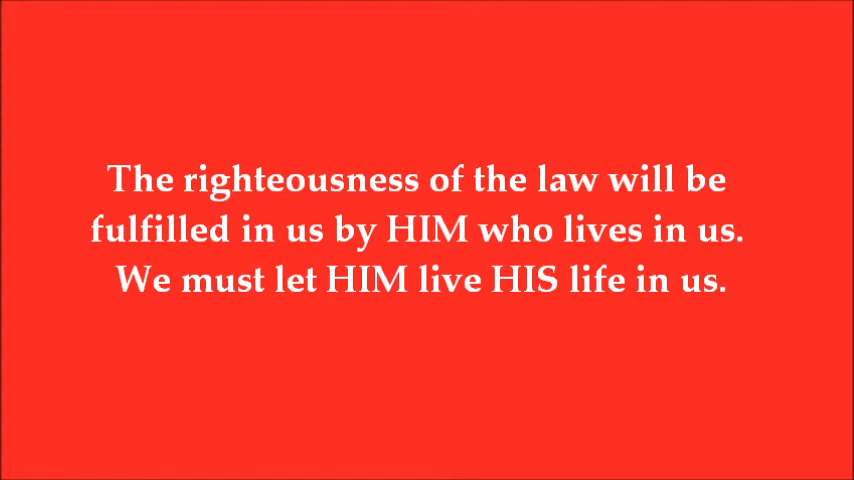 The righteousness of the law will be
fulfilled in us by HIM who lives in us.
We must let HIM live HIS life in us.